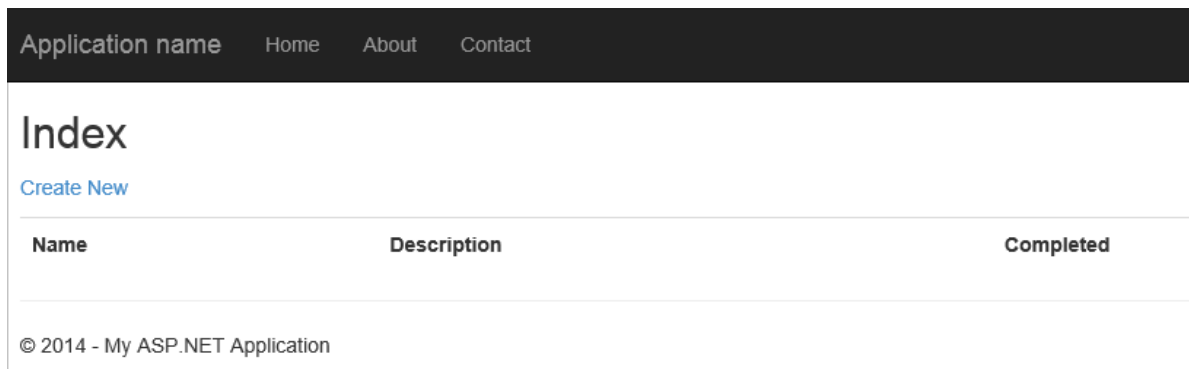 Application name Home About Contact
Index
Create New
Name Description Completed
© 2014 - My ASP.NET Application